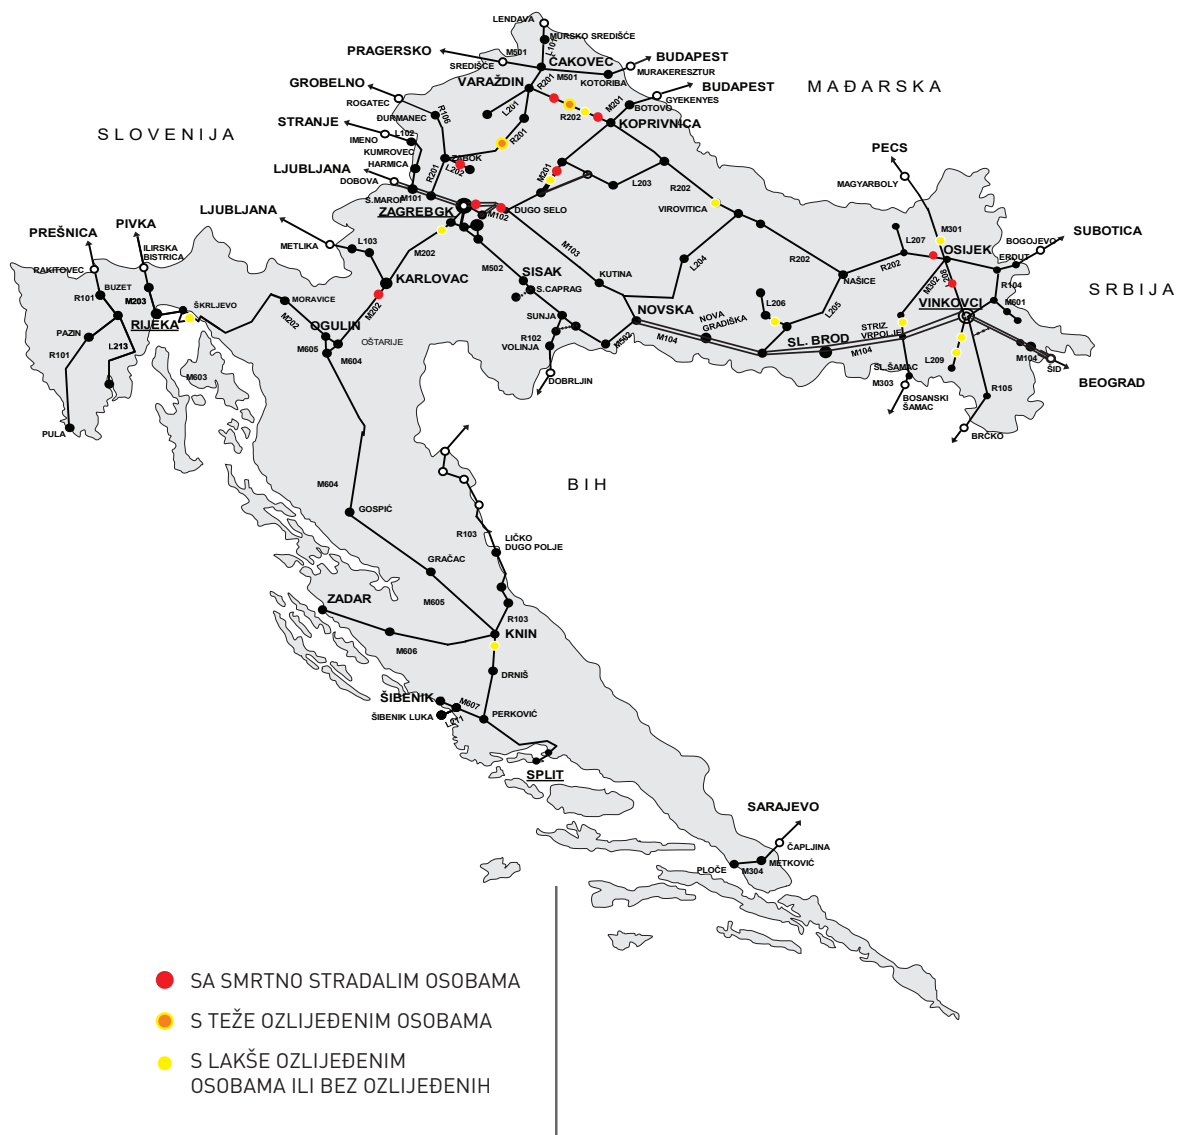 LENDAVA
MURSKO SREDIŠĆE
L101
PRAGERSKO
M501
SREDIŠĆE
ČAKOVEC
BUDAPEST
MURAKERESZTUR
M501
KOTORIBA
GROBELNO
VARAŽDIN
R201
BUDAPEST
MAĐARSKA
ROGATEC
GYEKENYES
BOTOVO
M201
R202
KOPRIVNICA
ĐURMANEC
R106
L201
R201
SLOVENIJA
STRANJE
L102
IMENO
KUMROVEC
HARMICA
ZABOK
L202
R201
M201
PECS
LJUBLJANA
DOBOVA
S.MAROF
M101
L203
R202
MAGYARBOLY
ZAGREB GK
M102
DUGO SELO
VIROVITICA
LJUBLJANA
PIVKA
PREŠNICA
METLIKA
L103
M202
M103
M301
L207
OSIJEK
SUBOTICA
BOGOJEVO
ERDUT
ILIRSKA
BISTRICA
RAKITOVEC
M502
SISAK
S.CAPRAG
KUTINA
L204
R202
R202
NAŠICE
M302
L208
R104
SRBIJA
BUZET
R101
M203
ŠKRLJEVO
RIJEKA
MORAVICE
M202
KARLOVAC
M202
NOVSKA
NOVA
GRADIŠKA
L206
L205
VINKOVCI
M601
PAZIN
R101
L213
OGULIN
OŠTARIJE
M605
M604
SUNJA
R102
VOLINJA
M502
M104
SL. BROD
M104
STRIZ.
VRPOLJE
M104
ŠID
BEOGRAD
M603
DOBRLJIN
SL.ŠAMAC
M303
BOSANSKI
ŠAMAC
L209
R105
PULA
BRČKO
BIH
M604
GOSPIĆ
R103
LIČKO
DUGO POLJE
GRAČAC
M605
ZADAR
R103
KNIN
M606
DRNIŠ
ŠIBENIK
M607
ŠIBENIK LUKA
L211
PERKOVIĆ
SPLIT
SARAJEVO
ČAPLJINA
METKOVIĆ
PLOČE
M304
SA SMRTNO STRADALIM OSOBAMA
S TEŽE OZLIJEĐENIM OSOBAMA
S LAKŠE OZLIJEĐENIM
OSOBAMA ILI BEZ OZLIJEĐENIH